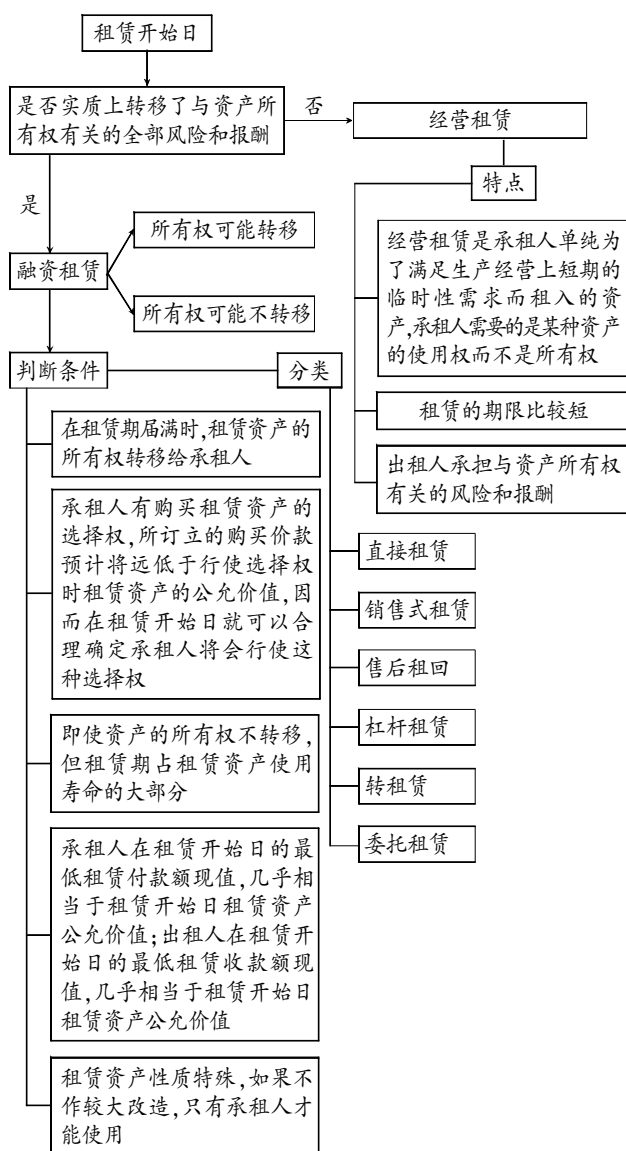 租赁开始日
是否实质上转移了与资产所
有权有关的全部风险和报酬
否
经营租赁
特点
是
融资租赁
所有权可能转移
所有权可能不转移
经营租赁是承租人单纯为
了满足生产经营上短期的
临时性需求而租入的资
产,承租人需要的是某种资产
的使用权而不是所有权
租赁的期限比较短
出租人承担与资产所有权
有关的风险和报酬
判断条件
分类
在租赁期届满时,租赁资产的
所有权转移给承租人
承租人有购买租赁资产的
选择权,所订立的购买价款
预计将远低于行使选择权
时租赁资产的公允价值,因
而在租赁开始日就可以合
理确定承租人将会行使这
种选择权
即使资产的所有权不转移,
但租赁期占租赁资产使用
寿命的大部分
承租人在租赁开始日的最
低租赁付款额现值,几乎相
当于租赁开始日租赁资产
公允价值;出租人在租赁开
始日的最低租赁收款额现
值,几乎相当于租赁开始日
租赁资产公允价值
租赁资产性质特殊,如果不
作较大改造,只有承租人才
能使用
直接租赁
销售式租赁
售后租回
杠杆租赁
转租赁
委托租赁